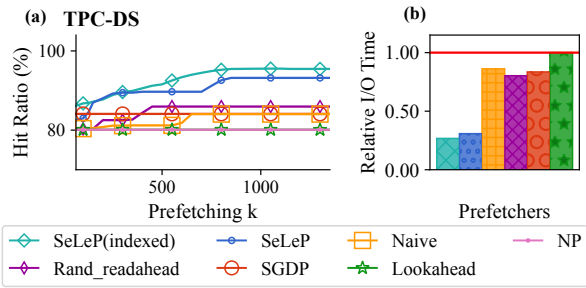 (a) TPC-DS
(b)
Hit Ratio (%)
100
80
500
1000
Prefetching k
Relative I/O Time
1.00
0.50
0.00
Prefetchers
SeLeP(indexed)
SeLeP
Naive
NP
Rand_readahead
SGDP
Lookahead